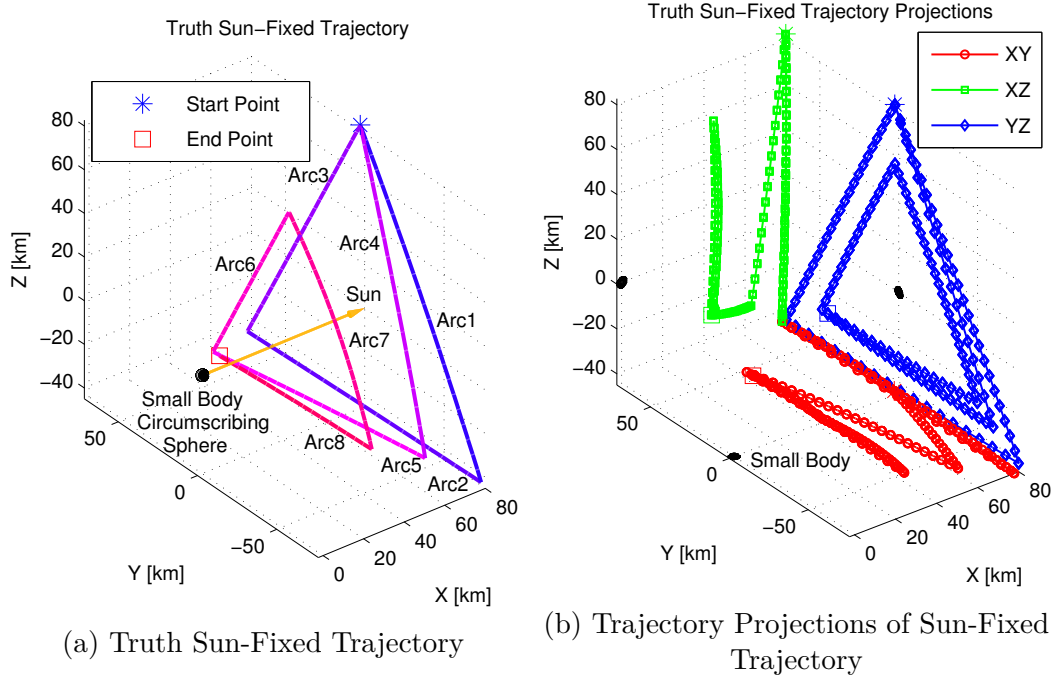 Truth Sun−Fixed Trajectory
Start Point
End Point
80
60
40
20
0
−20
−40
Z [km]
Arc3
Arc4
Arc6
Sun
Arc1
Arc7
Small Body
Circumscribing
Sphere
Arc8
Arc5
Arc2
50
0
−50
Y [km]
0
20
40
60
80
X [km]
(a) Truth Sun-Fixed Trajectory
Truth Sun−Fixed Trajectory Projections
XY
XZ
YZ
80
60
40
20
0
−20
−40
Z [km]
Small Body
50
0
−50
Y [km]
0
20
40
60
80
X [km]
(b) Trajectory Projections of Sun-Fixed
Trajectory